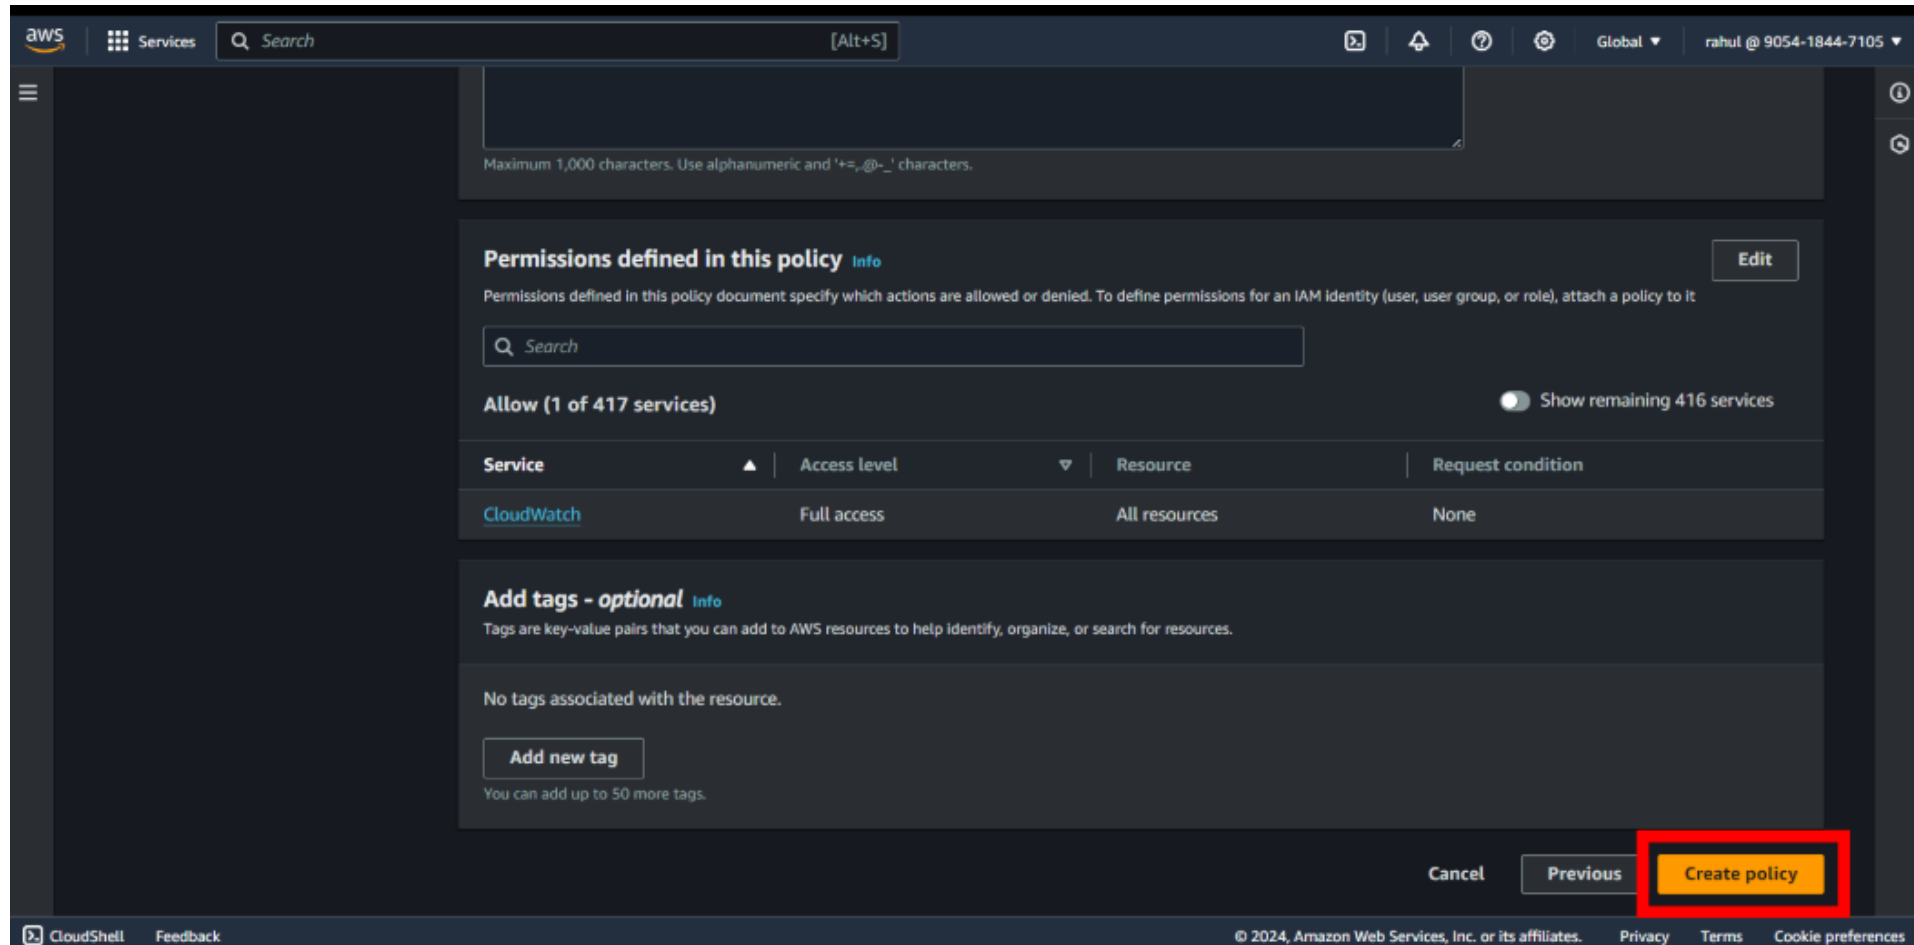 aws Services Search [Alt+S] Global rahul @ 9054-1844-7105
Maximum 1,000 characters. Use alphanumeric and '+=,.@-_' characters.
Permissions defined in this policy Info Edit
Permissions defined in this policy document specify which actions are allowed or denied. To define permissions for an IAM identity (user, user group, or role), attach a policy to it
Search
Allow (1 of 417 services) Show remaining 416 services
Service Access level Resource Request condition
CloudWatch Full access All resources None
Add tags - optional Info
Tags are key-value pairs that you can add to AWS resources to help identify, organize, or search for resources.
No tags associated with the resource.
Add new tag
You can add up to 50 more tags.
Cancel Previous Create policy
CloudShell Feedback © 2024, Amazon Web Services, Inc. or its affiliates. Privacy Terms Cookie preferences